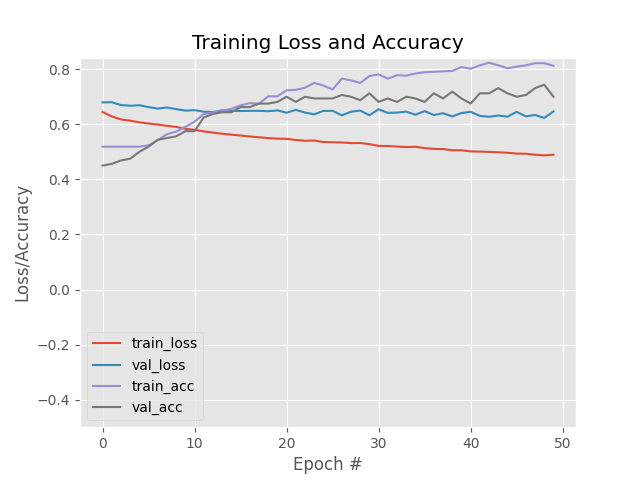 Training Loss and Accuracy
0.8
0.6
0.4
0.2
0.0
−0.2
−0.4
Loss/Accuracy
train_loss
val_loss
train_acc
val_acc
0 10 20 30 40 50
Epoch #